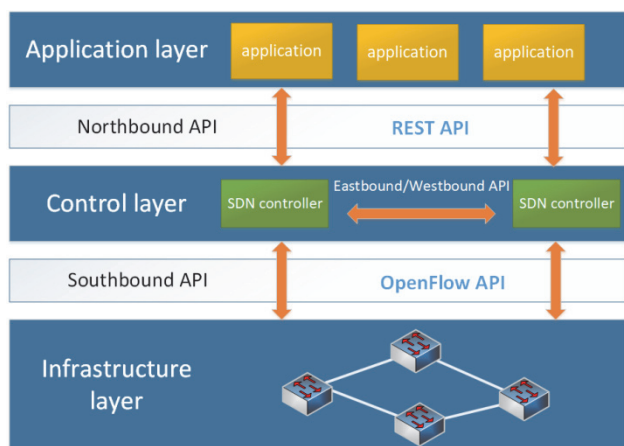 Application layer
application
application
application
Northbound API
REST API
Control layer
SDN controller
Eastbound/Westbound API
SDN controller
Southbound API
OpenFlow API
Infrastructure
layer